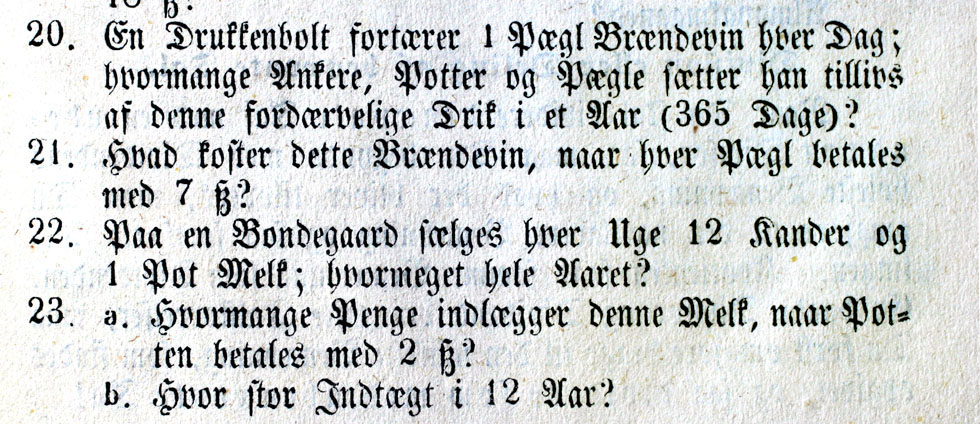 20. En Drukkenbolt fortærer 1 Pægl Brændevin hver Dag;
hvormange Ankere, Potter og Pægle sætter han tillivs
af denne fordærvelige Drik i et Aar (365 Dage)?
21. Hvad koster dette Brændevin, naar hver Pægl betales
med 7 ß?
22. Paa en Bondegaard sælges hver Uge 12 Kander og
1 Pot Melk; hvormeget hele Aaret?
23. a. Hvormange Penge indlægger denne Melk, naar Pot-
ten betales med 2 ß?
b. Hvor stor Indtægt i 12 Aar?